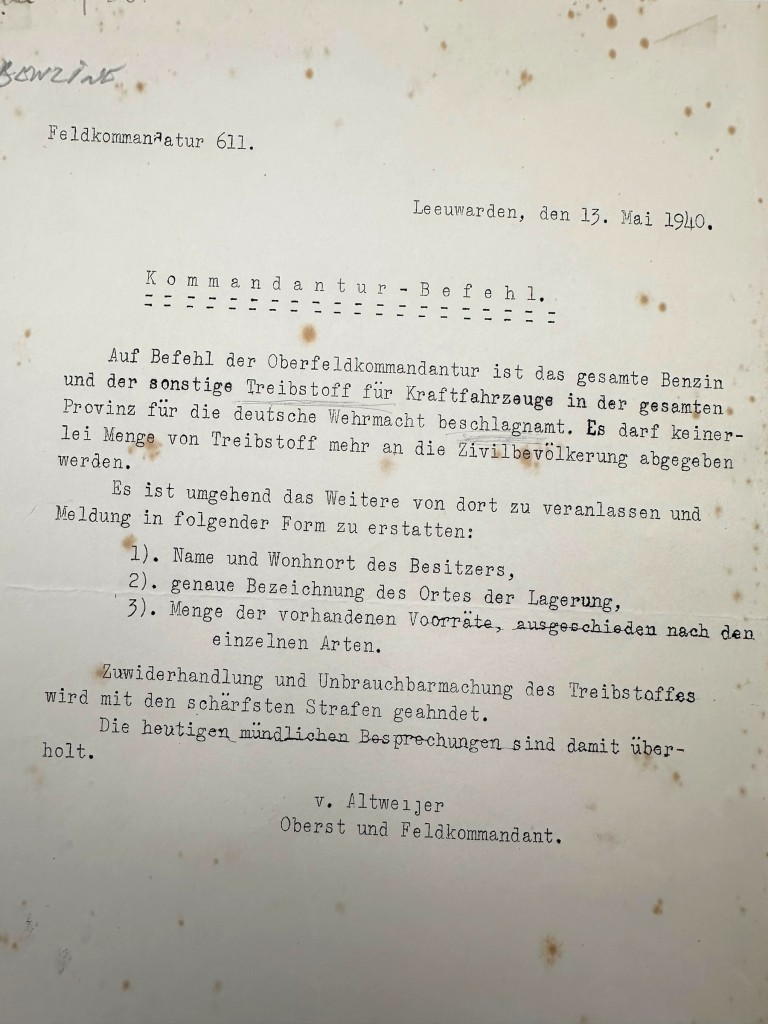 BENZINE
Feldkommandatur 611.
Leeuwarden, den 13. Mai 1940.
Kommandantur-Befehl.
Auf Befehl der Oberfeldkommandantur ist das gesamte Benzin
und der sonstige Treibstoff für Kraftfahrzeuge in der gesamten
Provinz für die deutsche Wehrmacht beschlagnamt. Es darf keiner-
lei Menge von Treibstoff mehr an die Zivilbevölkerung abgegeben
werden.
Es ist umgehend das Weitere von dort zu veranlassen und
Meldung in folgender Form zu erstatten:
1). Name und Wonhnort des Besitzers,
2). genaue Bezeichnung des Ortes der Lagerung,
3). Menge der vorhandenen Voorräte, ausgeschieden nach den
einzelnen Arten.
Zuwiderhandlung und Unbrauchbarmachung des Treibstoffes
wird mit den schärfsten Strafen geahndet.
Die heutigen mündlichen Besprechungen sind damit über-
holt.
v. Altweijer
Oberst und Feldkommandant.